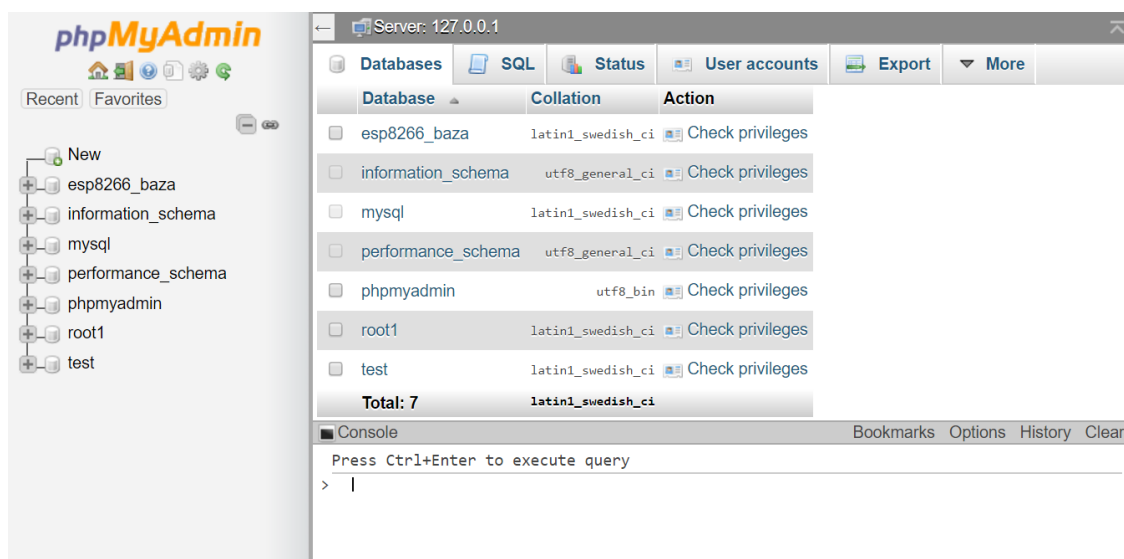 phpMyAdmin
Recent Favorites
New
esp8266_baza
information_schema
mysql
performance_schema
phpmyadmin
root1
test
Server: 127.0.0.1
Databases SQL Status User accounts Export More
Database Collation Action
esp8266_baza latin1_swedish_ci Check privileges
information_schema utf8_general_ci Check privileges
mysql latin1_swedish_ci Check privileges
performance_schema utf8_general_ci Check privileges
phpmyadmin utf8_bin Check privileges
root1 latin1_swedish_ci Check privileges
test latin1_swedish_ci Check privileges
Total: 7 latin1_swedish_ci
Console Bookmarks Options History Clear
Press Ctrl+Enter to execute query
>